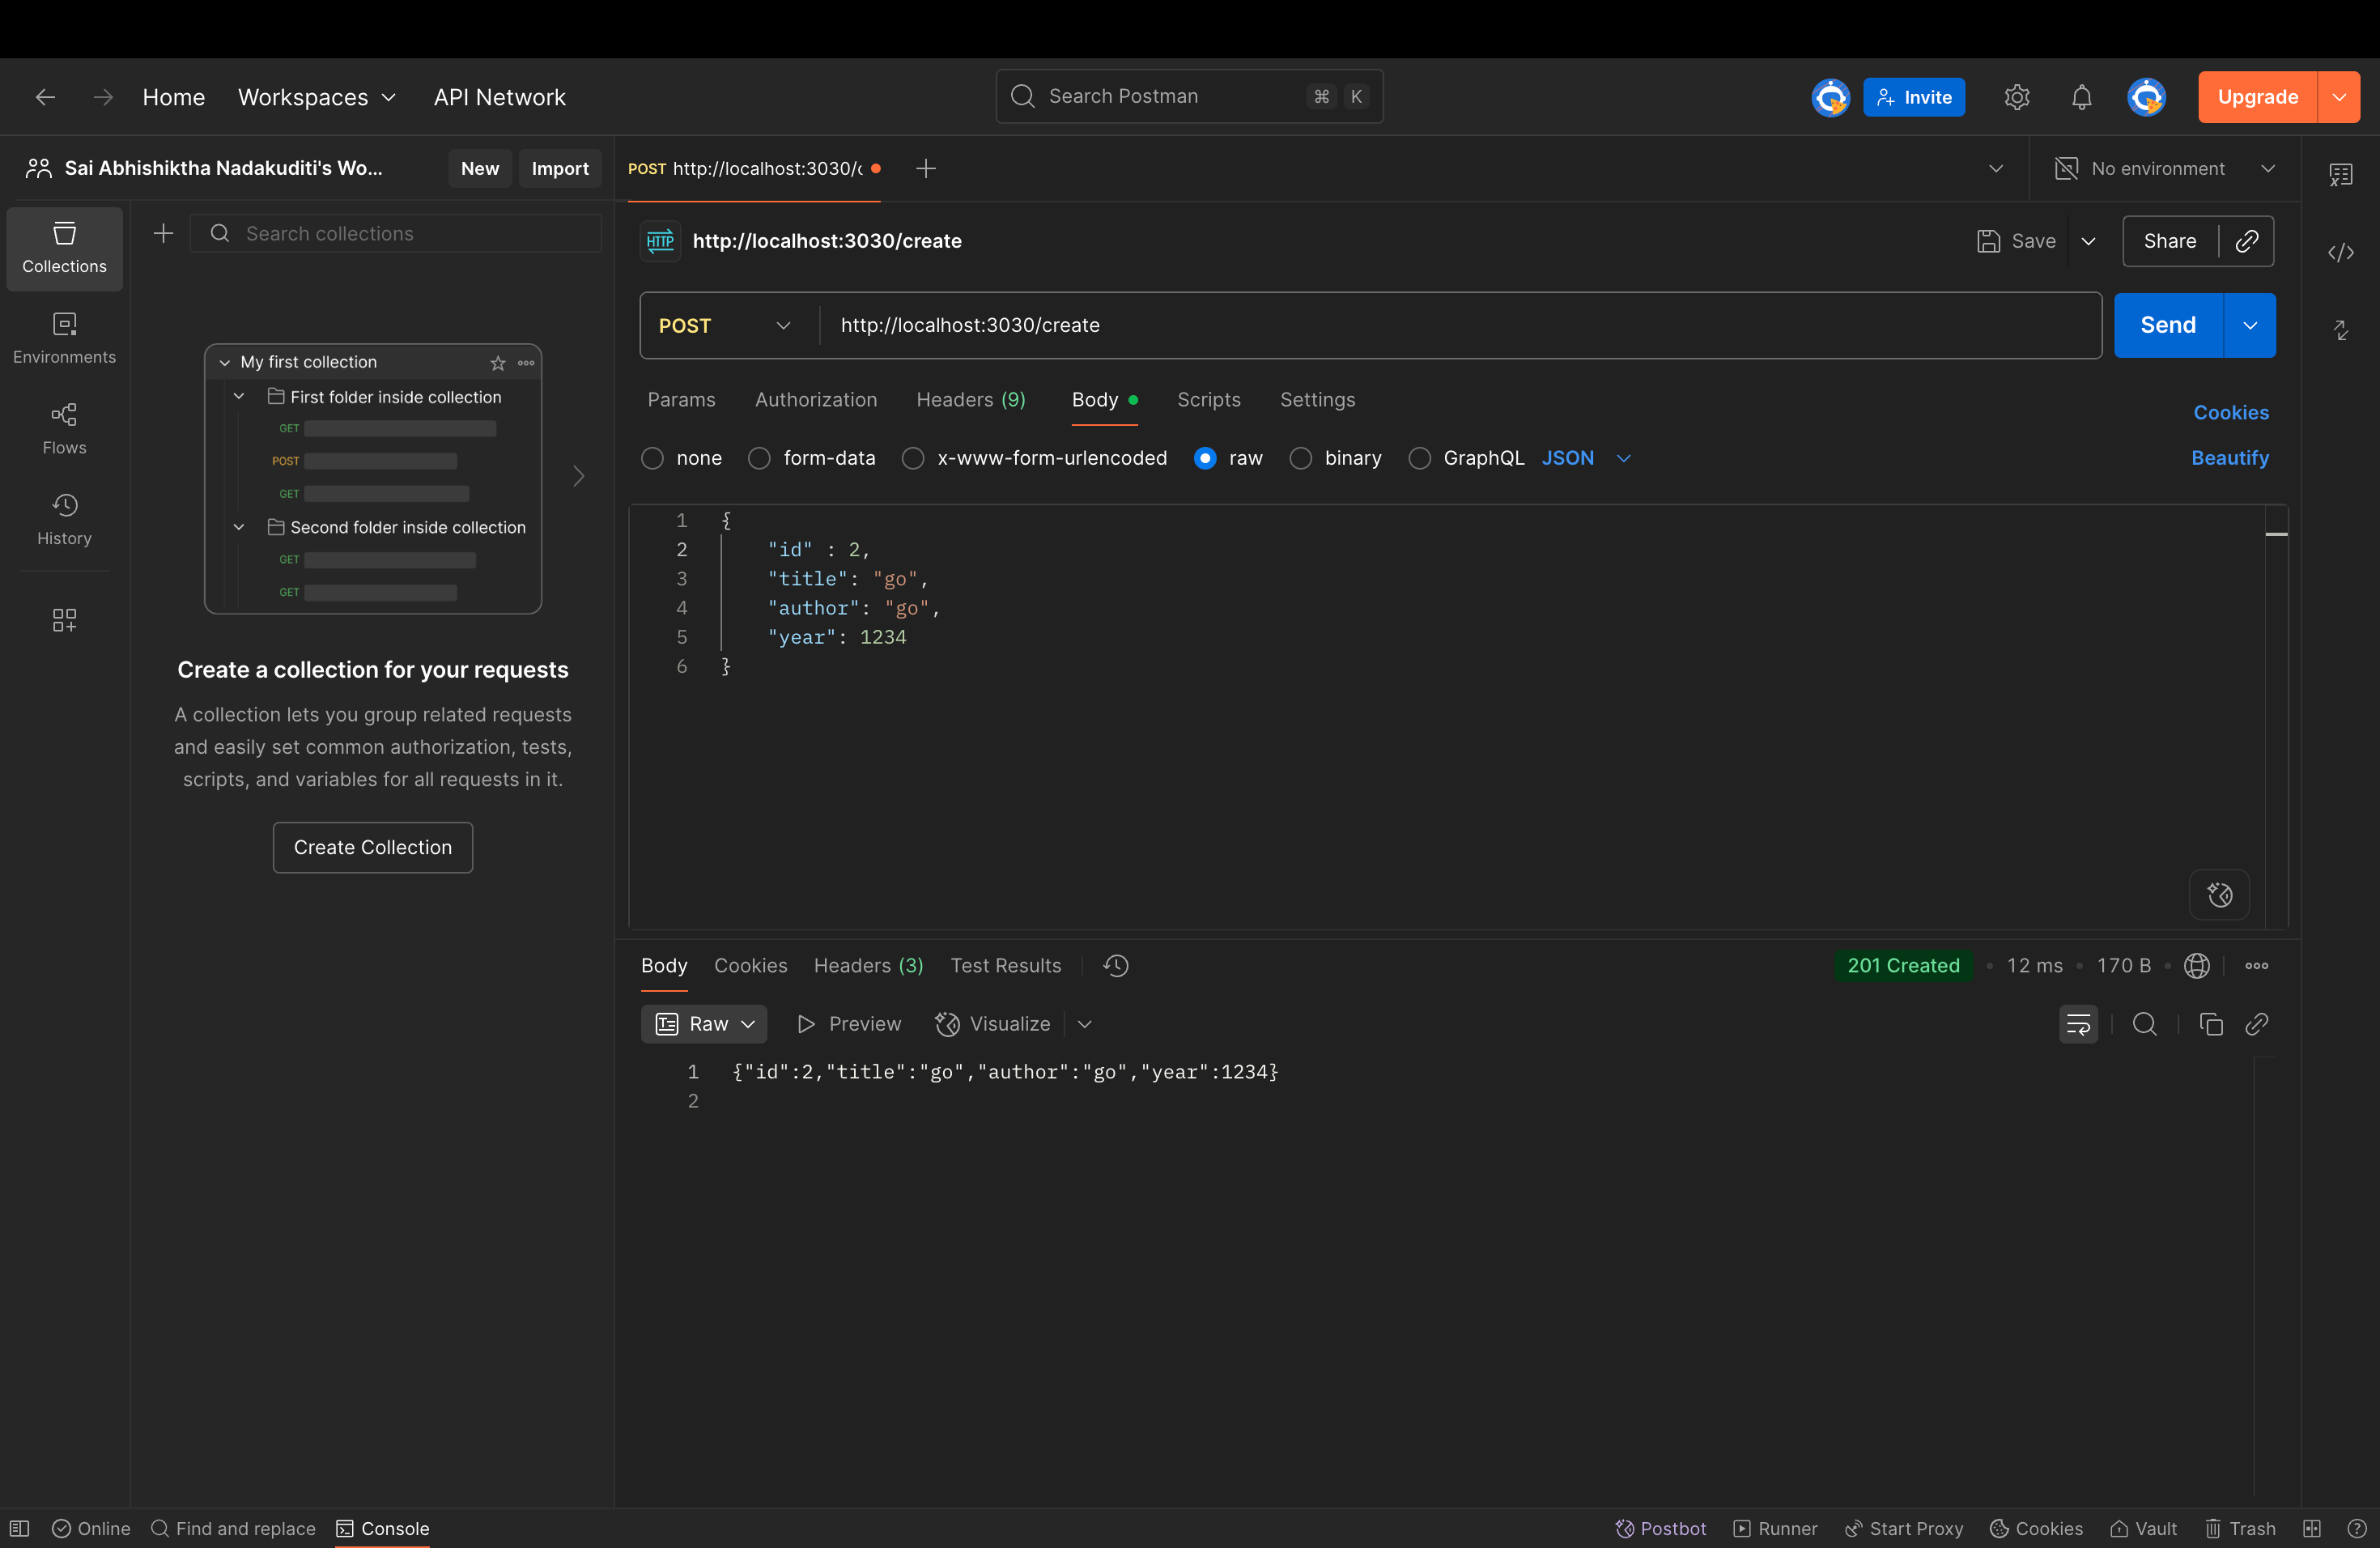 Home Workspaces API Network Search Postman ⌘ K Invite Upgrade
Sai Abhishiktha Nadakuditi's Wo... New Import POST http://localhost:3030/c No environment
Collections
Environments
Flows
History
Search collections
My first collection
First folder inside collection
GET
POST
GET
Second folder inside collection
GET
GET
Create a collection for your requests
A collection lets you group related requests
and easily set common authorization, tests,
scripts, and variables for all requests in it.
Create Collection
HTTP http://localhost:3030/create Save Share
POST http://localhost:3030/create Send
Params Authorization Headers (9) Body Scripts Settings Cookies
none form-data x-www-form-urlencoded raw binary GraphQL JSON Beautify
1 {
2 "id" : 2,
3 "title": "go",
4 "author": "go",
5 "year": 1234
6 }
Body Cookies Headers (3) Test Results 201 Created 12 ms 170 B
Raw Preview Visualize
1 {"id":2,"title":"go","author":"go","year":1234}
2
Online Find and replace Console Postbot Runner Start Proxy Cookies Vault Trash